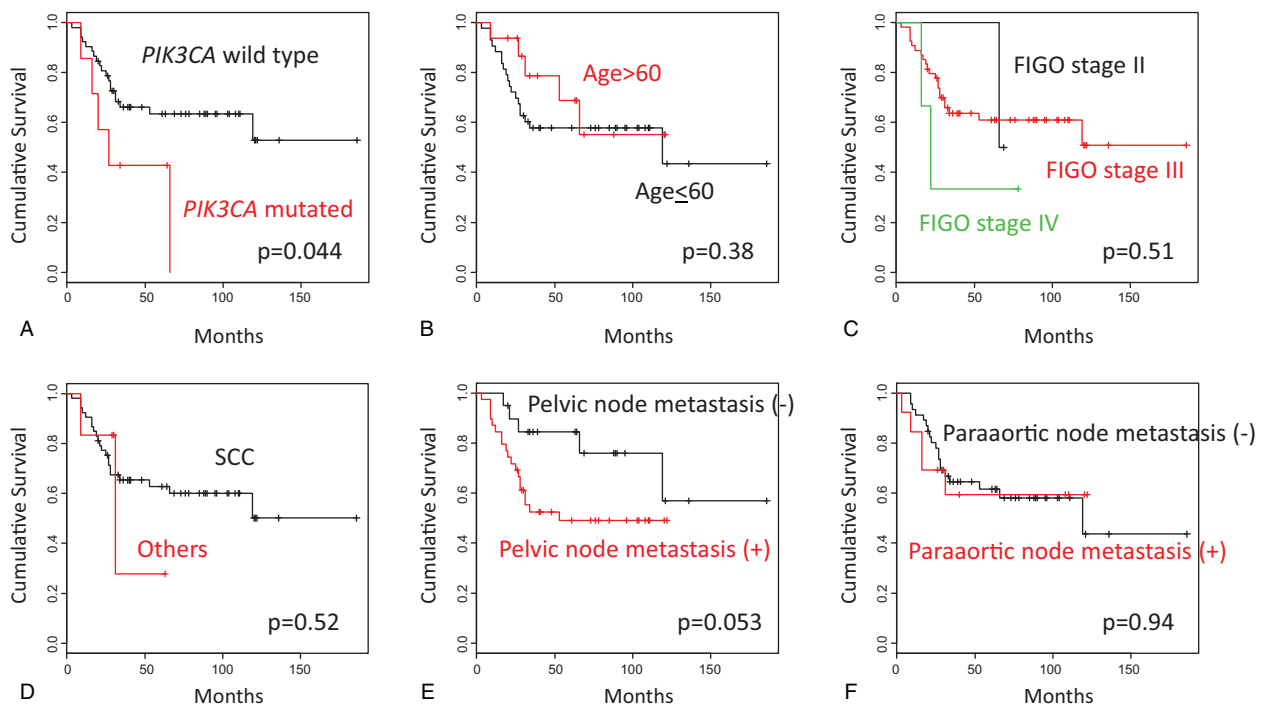 Cumulative Survival
1.0
0.8
0.6
0.4
0.2
0.0
PIK3CA wild type
PIK3CA mutated
p=0.044
0 50 100 150
Months
A
Cumulative Survival
1.0
0.8
0.6
0.4
0.2
0.0
Age>60
Age≤60
p=0.38
0 50 100 150
Months
B
Cumulative Survival
1.0
0.8
0.6
0.4
0.2
0.0
FIGO stage II
FIGO stage III
FIGO stage IV
p=0.51
0 50 100 150
Months
C
Cumulative Survival
1.0
0.8
0.6
0.4
0.2
0.0
SCC
Others
p=0.52
0 50 100 150
Months
D
Cumulative Survival
1.0
0.8
0.6
0.4
0.2
0.0
Pelvic node metastasis (-)
Pelvic node metastasis (+)
p=0.053
0 50 100 150
Months
E
Cumulative Survival
1.0
0.8
0.6
0.4
0.2
0.0
Paraaortic node metastasis (-)
Paraaortic node metastasis (+)
p=0.94
0 50 100 150
Months
F